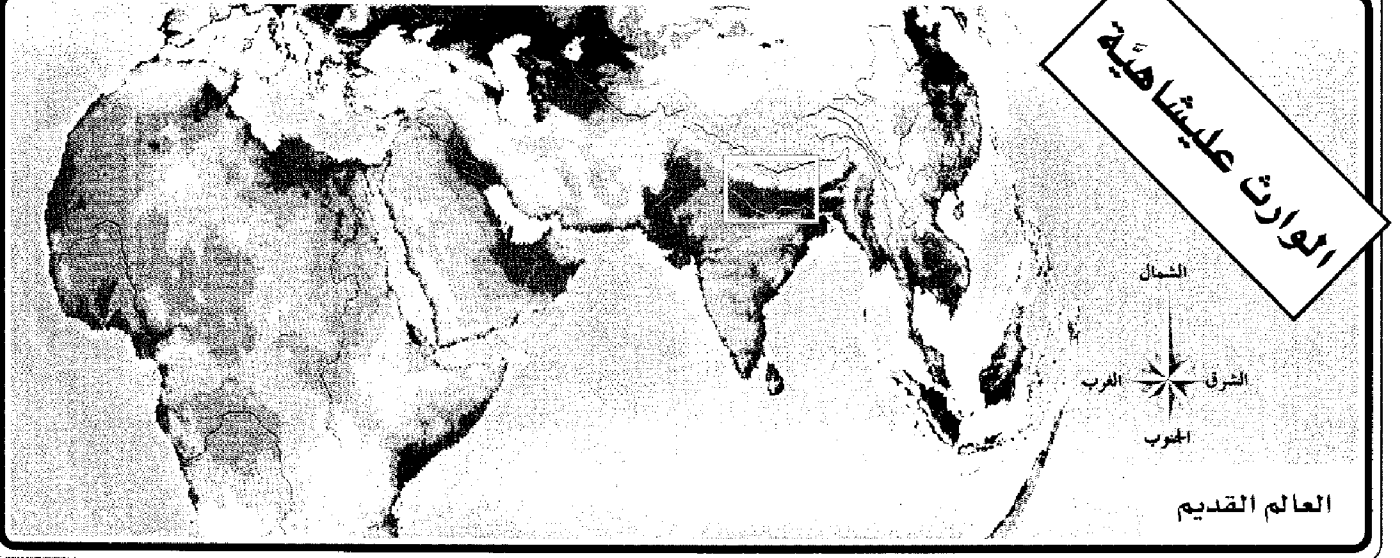 الوارث عليشاهيَة
الشمال
الغرب
الشرق
الجنوب
العالم القديم